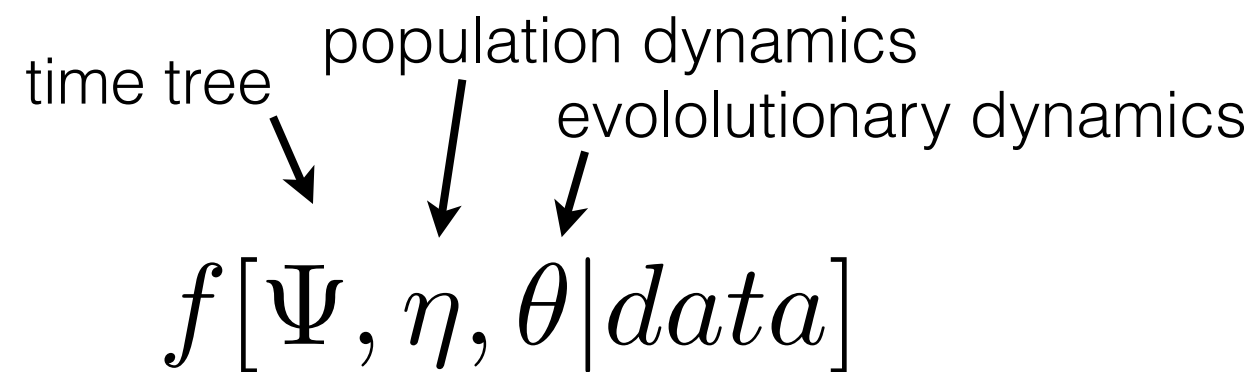 population dynamics
time tree
evololutionary dynamics
f[Ψ, η, θ|data]